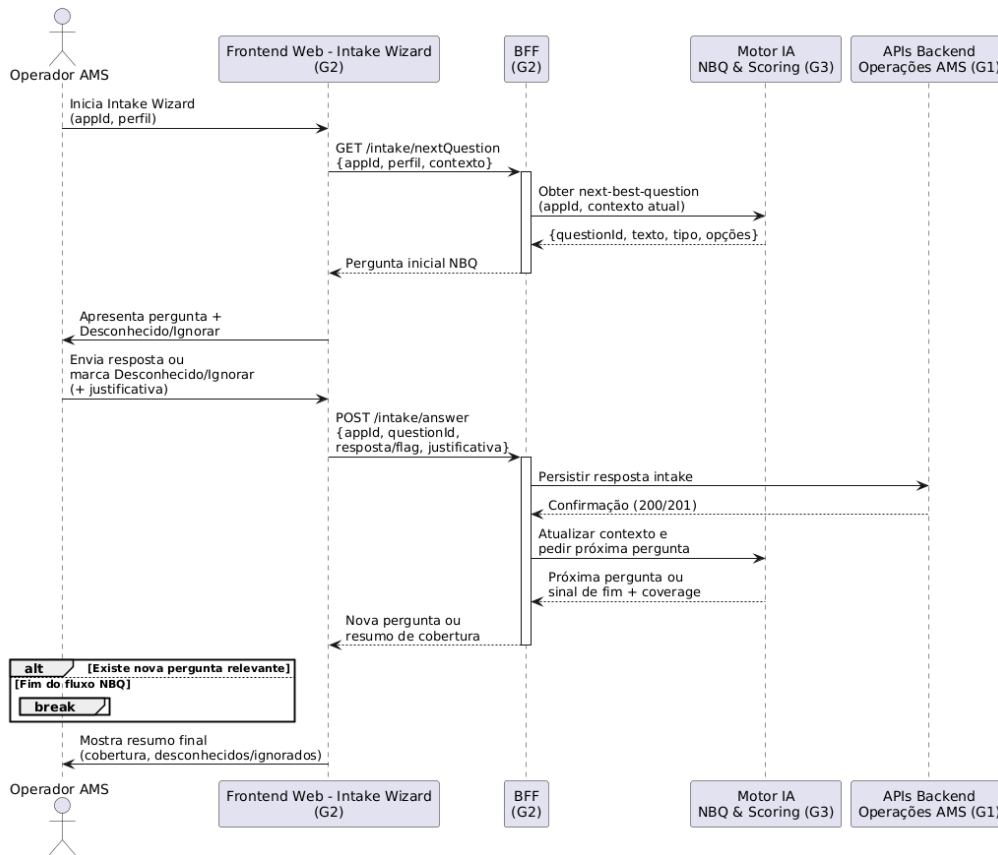 Operador AMS
Frontend Web - Intake Wizard
(G2)
BFF
(G2)
Motor IA
NBQ & Scoring (G3)
APIs Backend
Operações AMS (G1)
Inicia Intake Wizard
(appId, perfil)
GET /intake/nextQuestion
{appId, perfil, contexto}
Obter next-best-question
(appId, contexto atual)
{questionId, texto, tipo, opções}
Pergunta inicial NBQ
Apresenta pergunta +
Desconhecido/Ignorar
Envia resposta ou
marca Desconhecido/Ignorar
(+ justificativa)
POST /intake/answer
{appId, questionId,
resposta/flag, justificativa}
Persistir resposta intake
Confirmação (200/201)
Atualizar contexto e
pedir próxima pergunta
Próxima pergunta ou
sinal de fim + coverage
Nova pergunta ou
resumo de cobertura
alt [Existe nova pergunta relevante]
[Fim do fluxo NBQ]
break
Mostra resumo final
(cobertura, desconhecidos/ignorados)
Operador AMS
Frontend Web - Intake Wizard
(G2)
BFF
(G2)
Motor IA
NBQ & Scoring (G3)
APIs Backend
Operações AMS (G1)